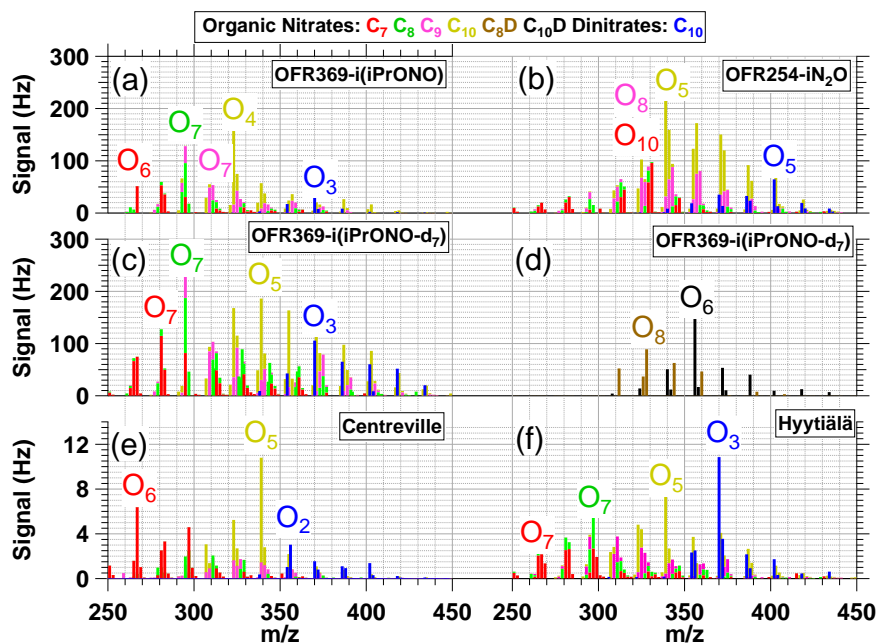 Organic Nitrates: C7 C8 C9 C10 C8D C10D Dinitrates: C10
300
200
100
0
Signal (Hz)
(a)
OFR369-i(iPrONO)
O6
O7
O7
O4
O3
(b)
OFR254-iN2O
O8
O10
O5
O5
300
200
100
0
Signal (Hz)
(c)
OFR369-i(iPrONO-d7)
O7
O7
O5
O3
(d)
OFR369-i(iPrONO-d7)
O8
O6
12
8
4
0
Signal (Hz)
(e)
Centreville
O6
O5
O2
(f)
Hyytiälä
O7
O7
O5
O3
250 300 350 400 450
300 350 400 450
m/z
m/z